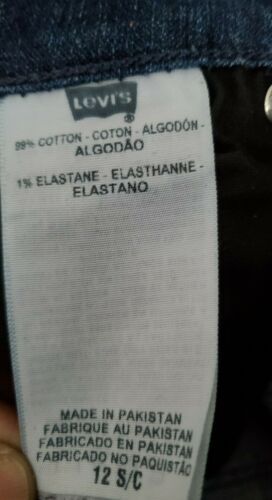 Levi's
®
99% COTTON - COTON - ALGODÓN -
ALGODÃO
1% ELASTANE - ELASTHANNE -
ELASTANO
MADE IN PAKISTAN
FABRIQUE AU PAKISTAN
FABRICADO EN PAKISTAN
FABRICADO NO PAQUISTÃO
12 S/C